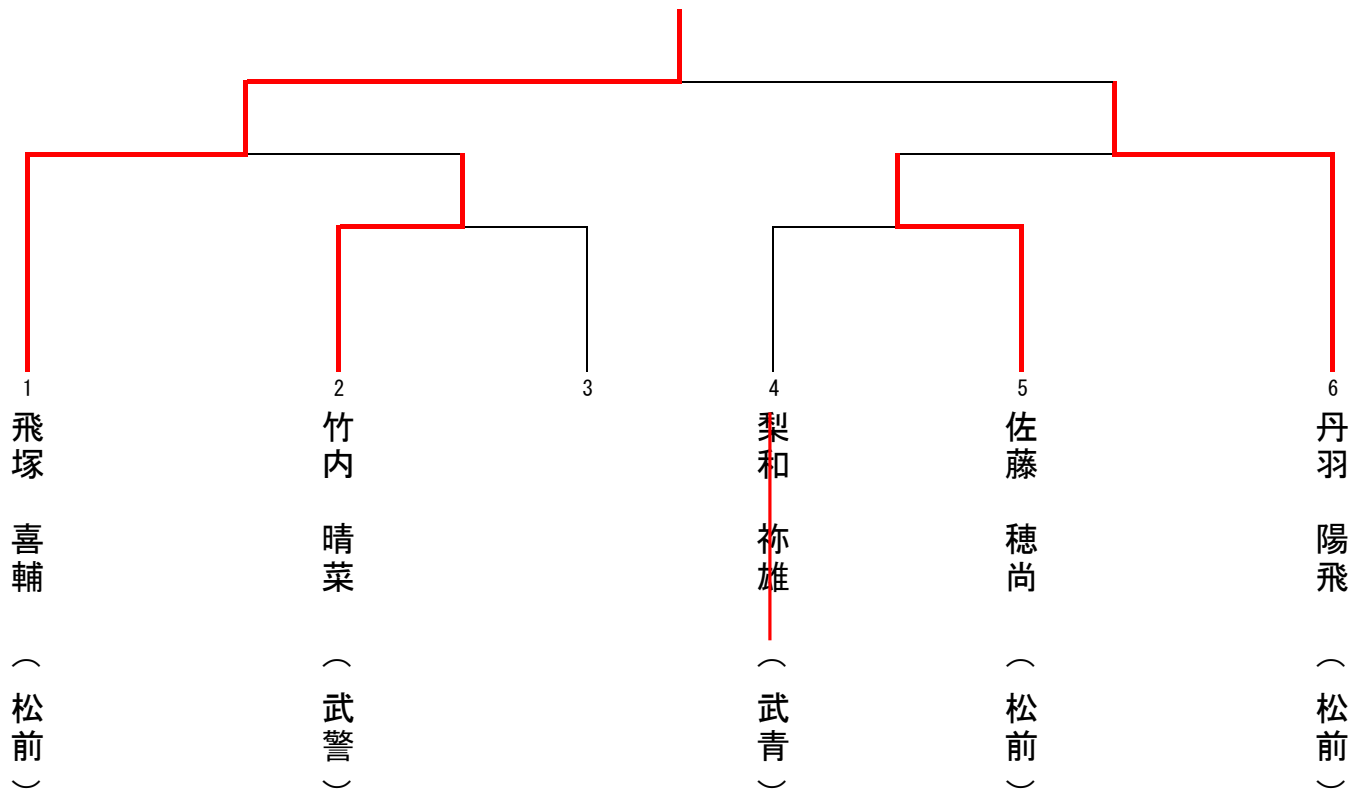 1
飛塚 喜輔 （松前）
2
竹内 晴菜 （武警）
3
4
梨和 祢雄 （武青）
5
佐藤 穂尚 （松前）
6
丹羽 陽飛 （松前）